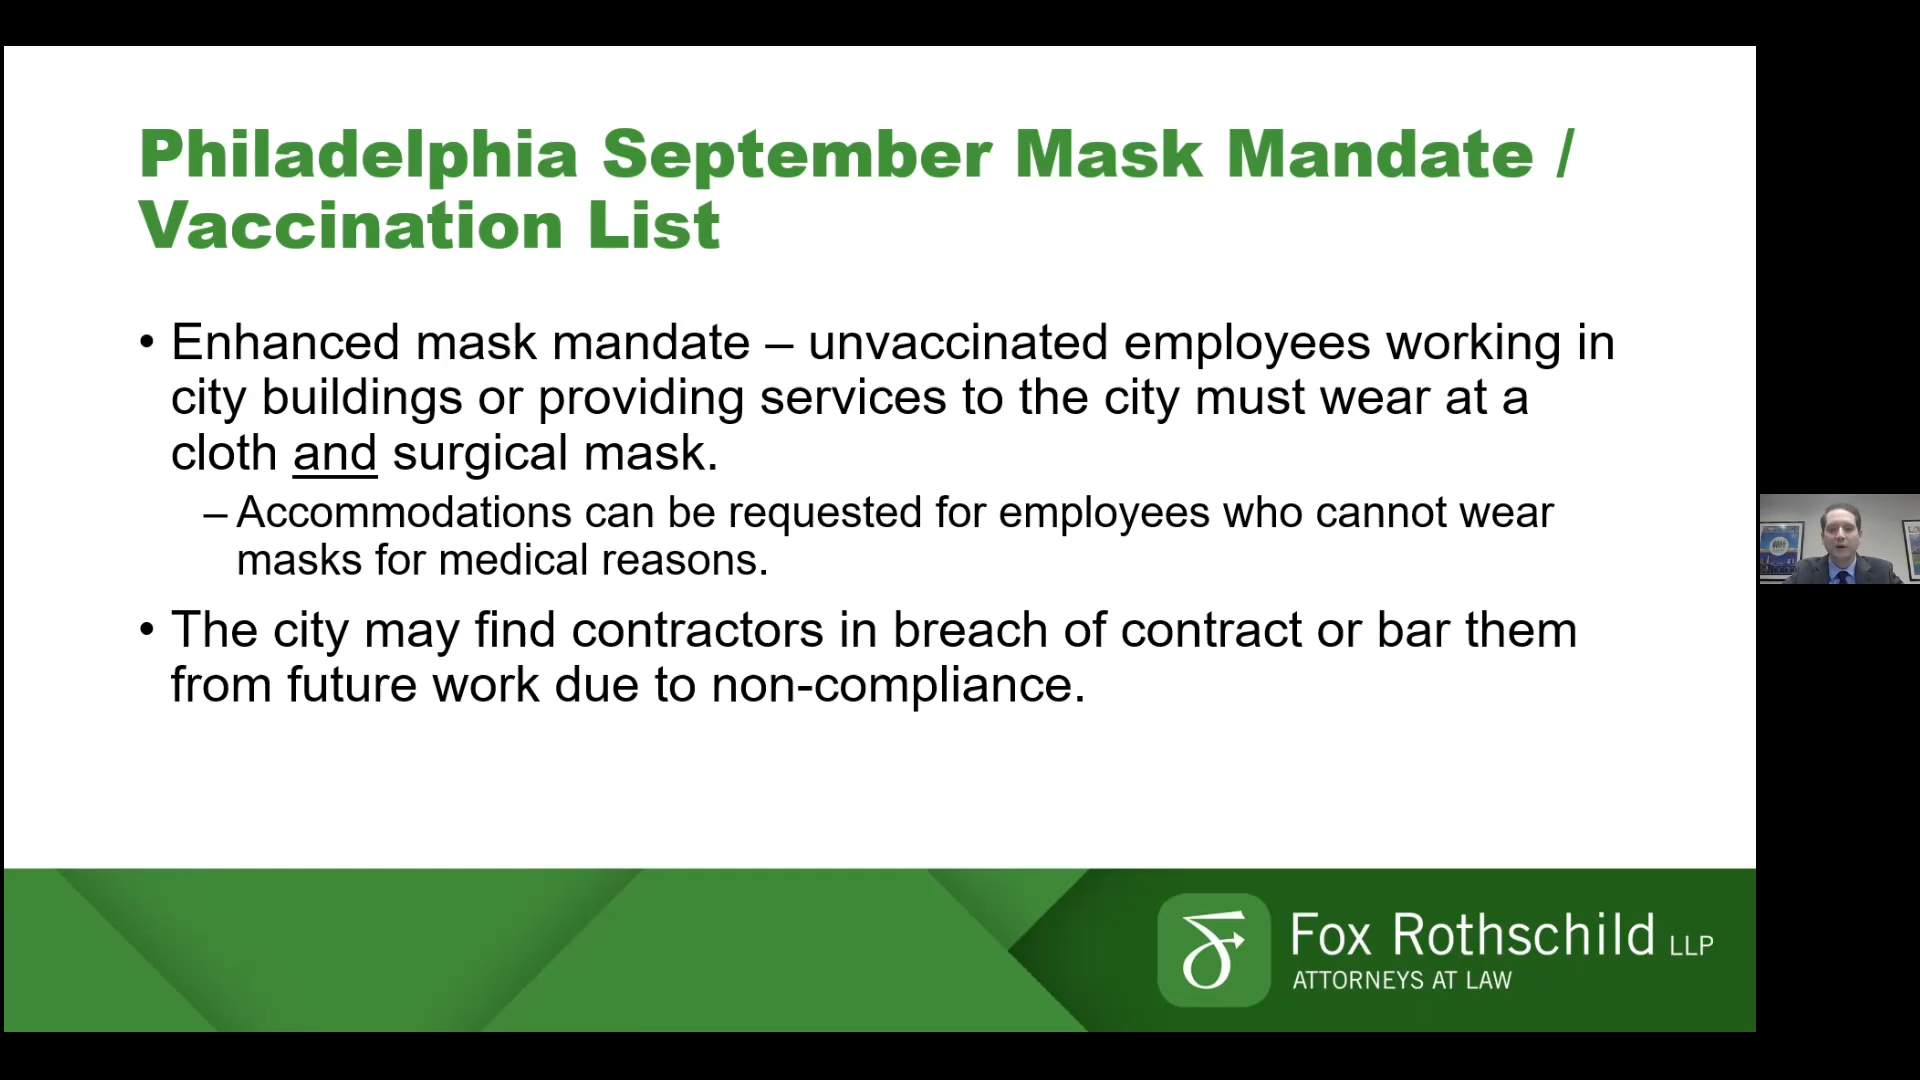 Philadelphia September Mask Mandate /
Vaccination List
• Enhanced mask mandate – unvaccinated employees working in
city buildings or providing services to the city must wear at a
cloth and surgical mask.
– Accommodations can be requested for employees who cannot wear
masks for medical reasons.
• The city may find contractors in breach of contract or bar them
from future work due to non-compliance.
Fox Rothschild LLP
ATTORNEYS AT LAW